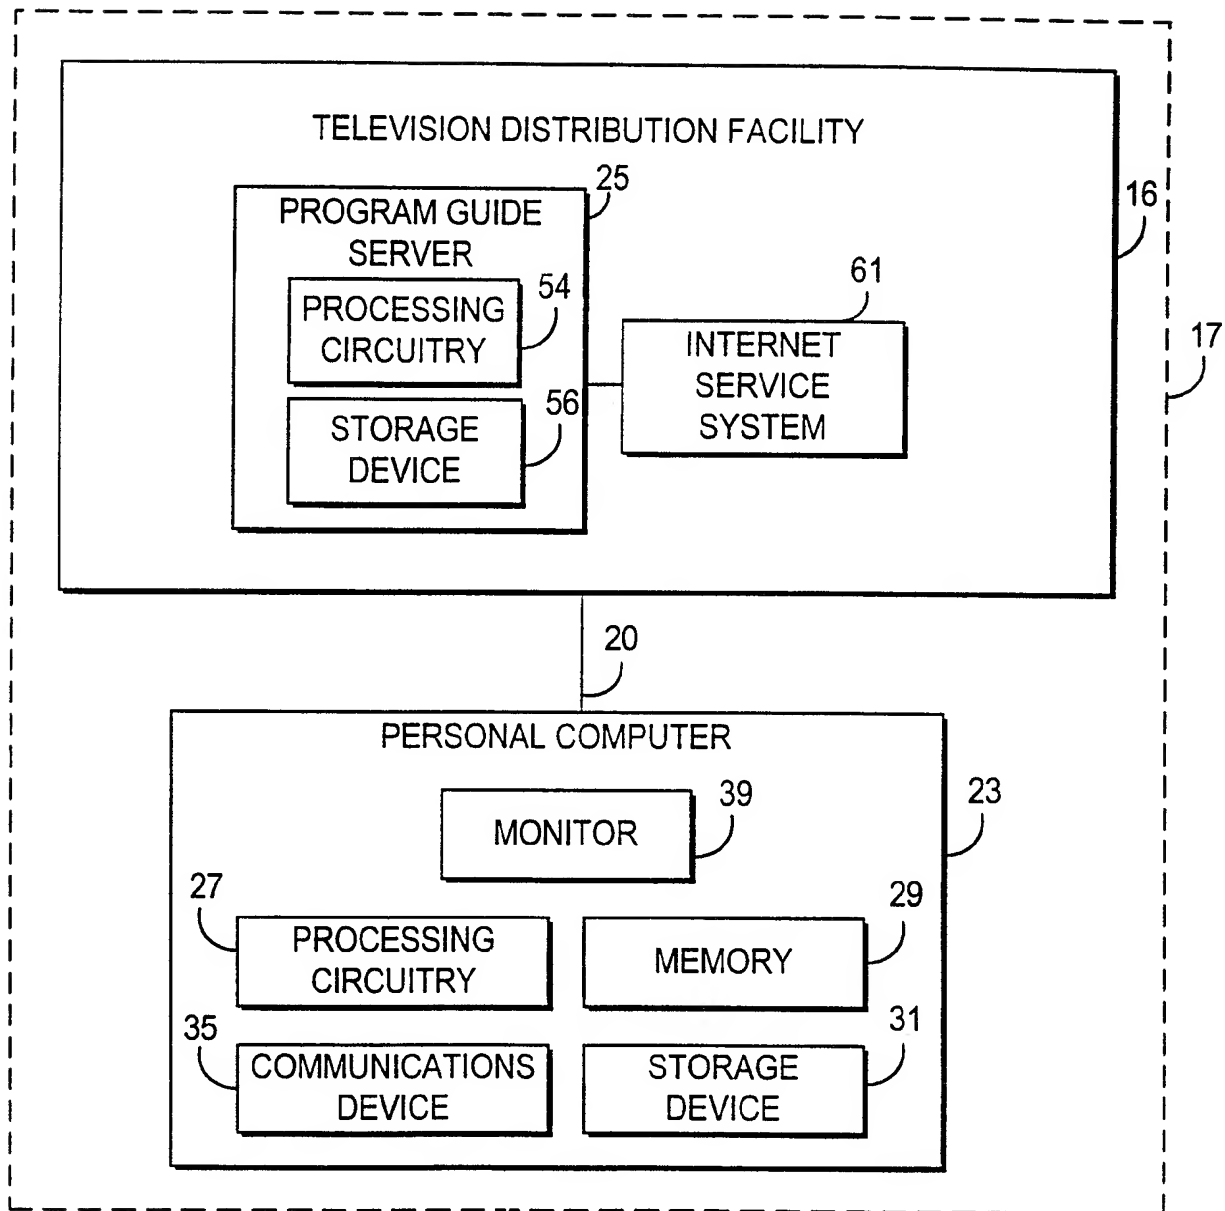 TELEVISION DISTRIBUTION FACILITY
25
PROGRAM GUIDE
SERVER
16
54
PROCESSING
CIRCUITRY
61
INTERNET
SERVICE
SYSTEM
17
56
STORAGE
DEVICE
20
PERSONAL COMPUTER
39
MONITOR
23
27
PROCESSING
CIRCUITRY
29
MEMORY
35
COMMUNICATIONS
DEVICE
31
STORAGE
DEVICE